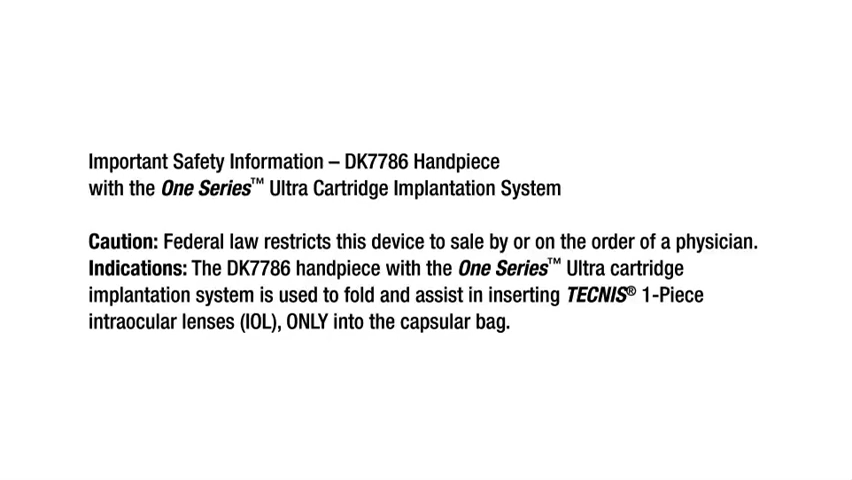 Important Safety Information – DK7786 Handpiece
with the One Series™ Ultra Cartridge Implantation System
Caution: Federal law restricts this device to sale by or on the order of a physician.
Indications: The DK7786 handpiece with the One Series™ Ultra cartridge
implantation system is used to fold and assist in inserting TECNIS® 1-Piece
intraocular lenses (IOL), ONLY into the capsular bag.